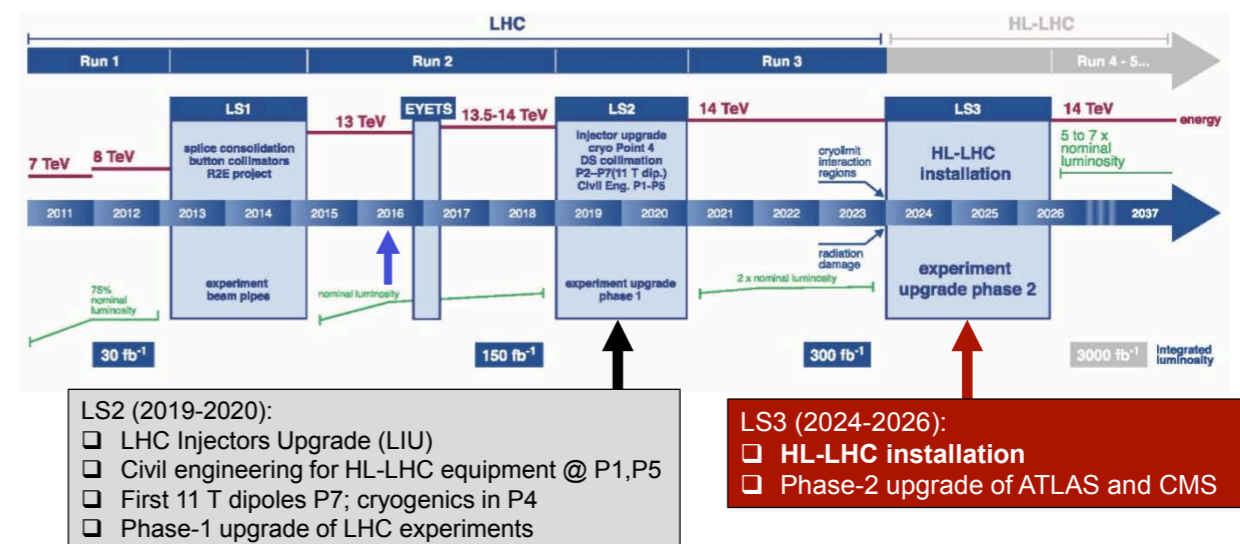 LHC
HL-LHC
Run 1
Run 2
Run 3
Run 4 - 5...
LS1
EYETS
LS2
LS3
13 TeV
13.5-14 TeV
14 TeV
14 TeV
energy
7 TeV
8 TeV
splice consolidation
button collimators
R2E project
injector upgrade
cryo Point 4
DS collimation
P2-P7(11 T dip.)
Civil Eng. P1-P5
cryolimit
interaction
regions
HL-LHC
installation
5 to 7 x
nominal
luminosity
2011 2012 2013 2014 2015 2016 2017 2018 2019 2020 2021 2022 2023 2024 2025 2026 2037
75%
nominal
luminosity
experiment
beam pipes
nominal luminosity
experiment upgrade
phase 1
2 x nominal luminosity
radiation
damage
experiment
upgrade phase 2
30 fb⁻¹
150 fb⁻¹
300 fb⁻¹
3000 fb⁻¹
Integrated
luminosity
LS2 (2019-2020):
❑ LHC Injectors Upgrade (LIU)
❑ Civil engineering for HL-LHC equipment @ P1,P5
❑ First 11 T dipoles P7; cryogenics in P4
❑ Phase-1 upgrade of LHC experiments
LS3 (2024-2026):
❑ HL-LHC installation
❑ Phase-2 upgrade of ATLAS and CMS